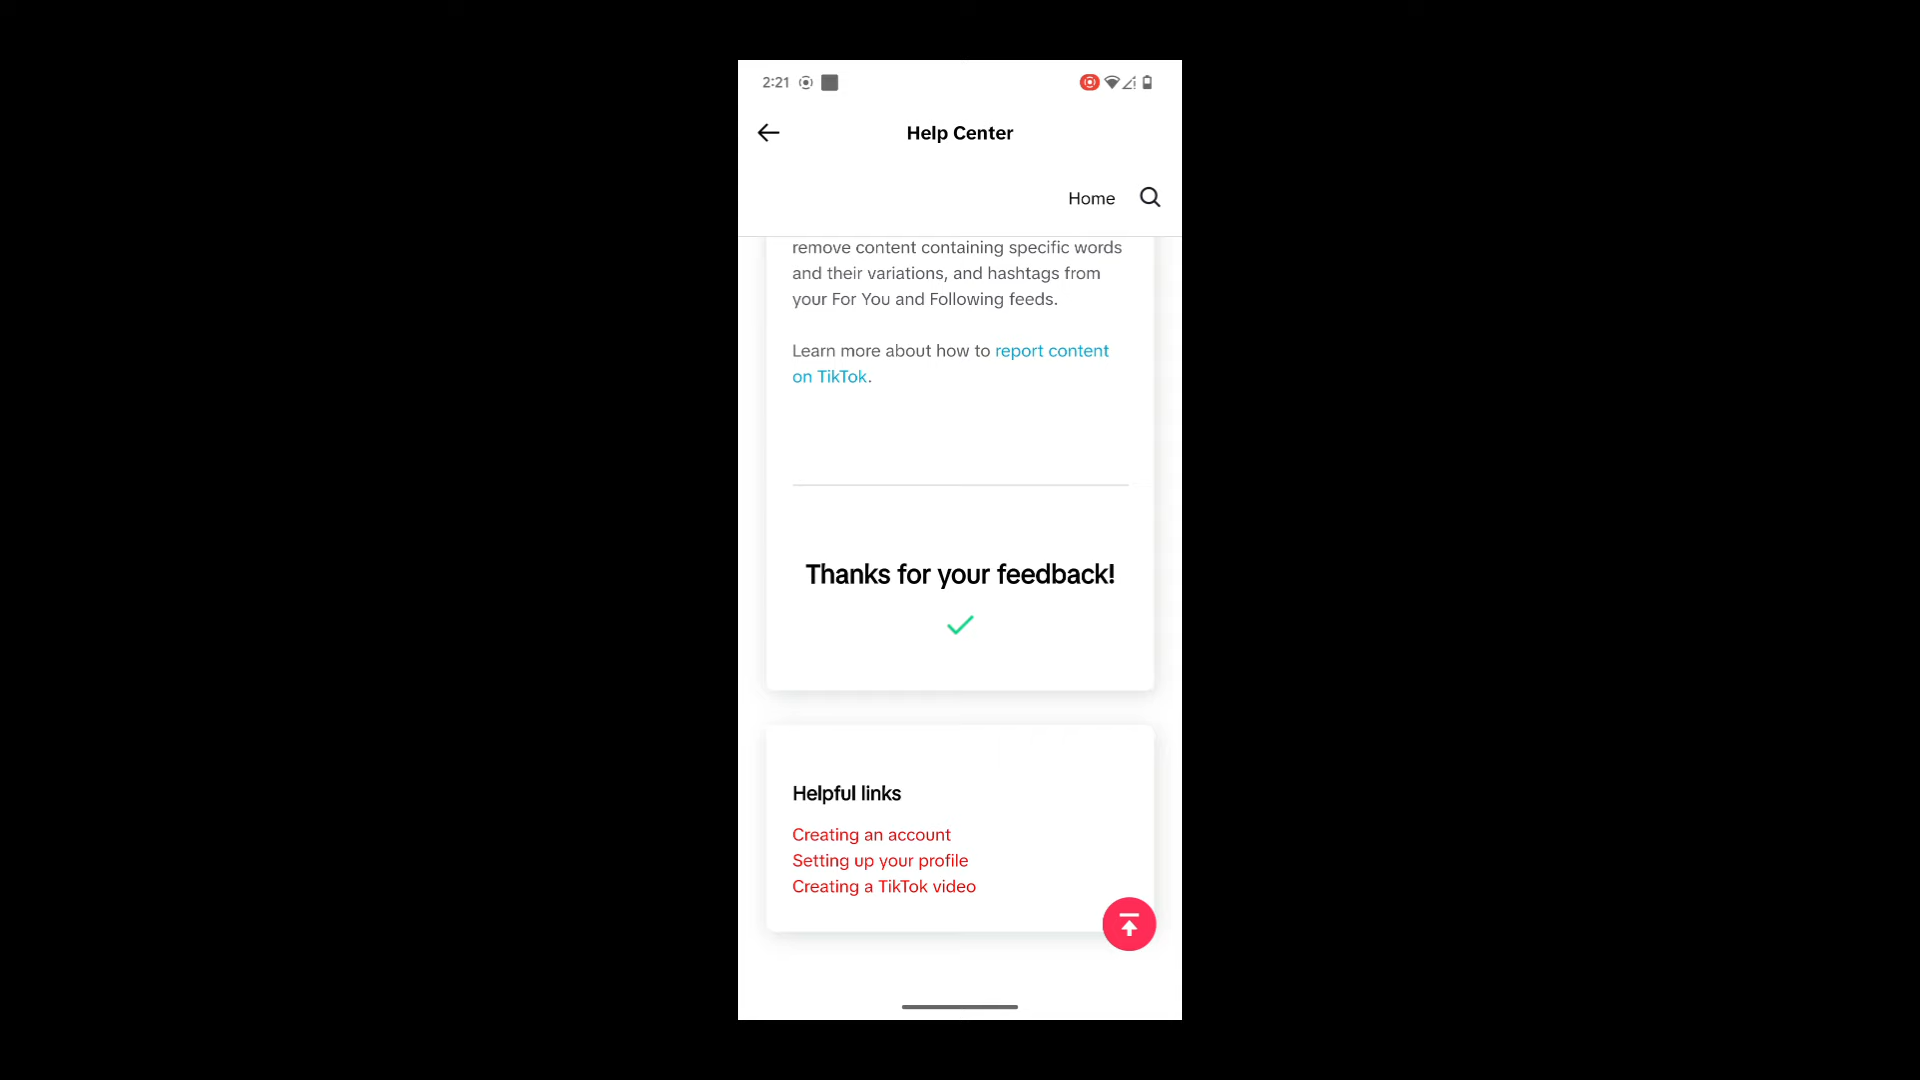 2:21
Help Center
Home
remove content containing specific words
and their variations, and hashtags from
your For You and Following feeds.
Learn more about how to report content
on TikTok.
Thanks for your feedback!
Helpful links
Creating an account
Setting up your profile
Creating a TikTok video